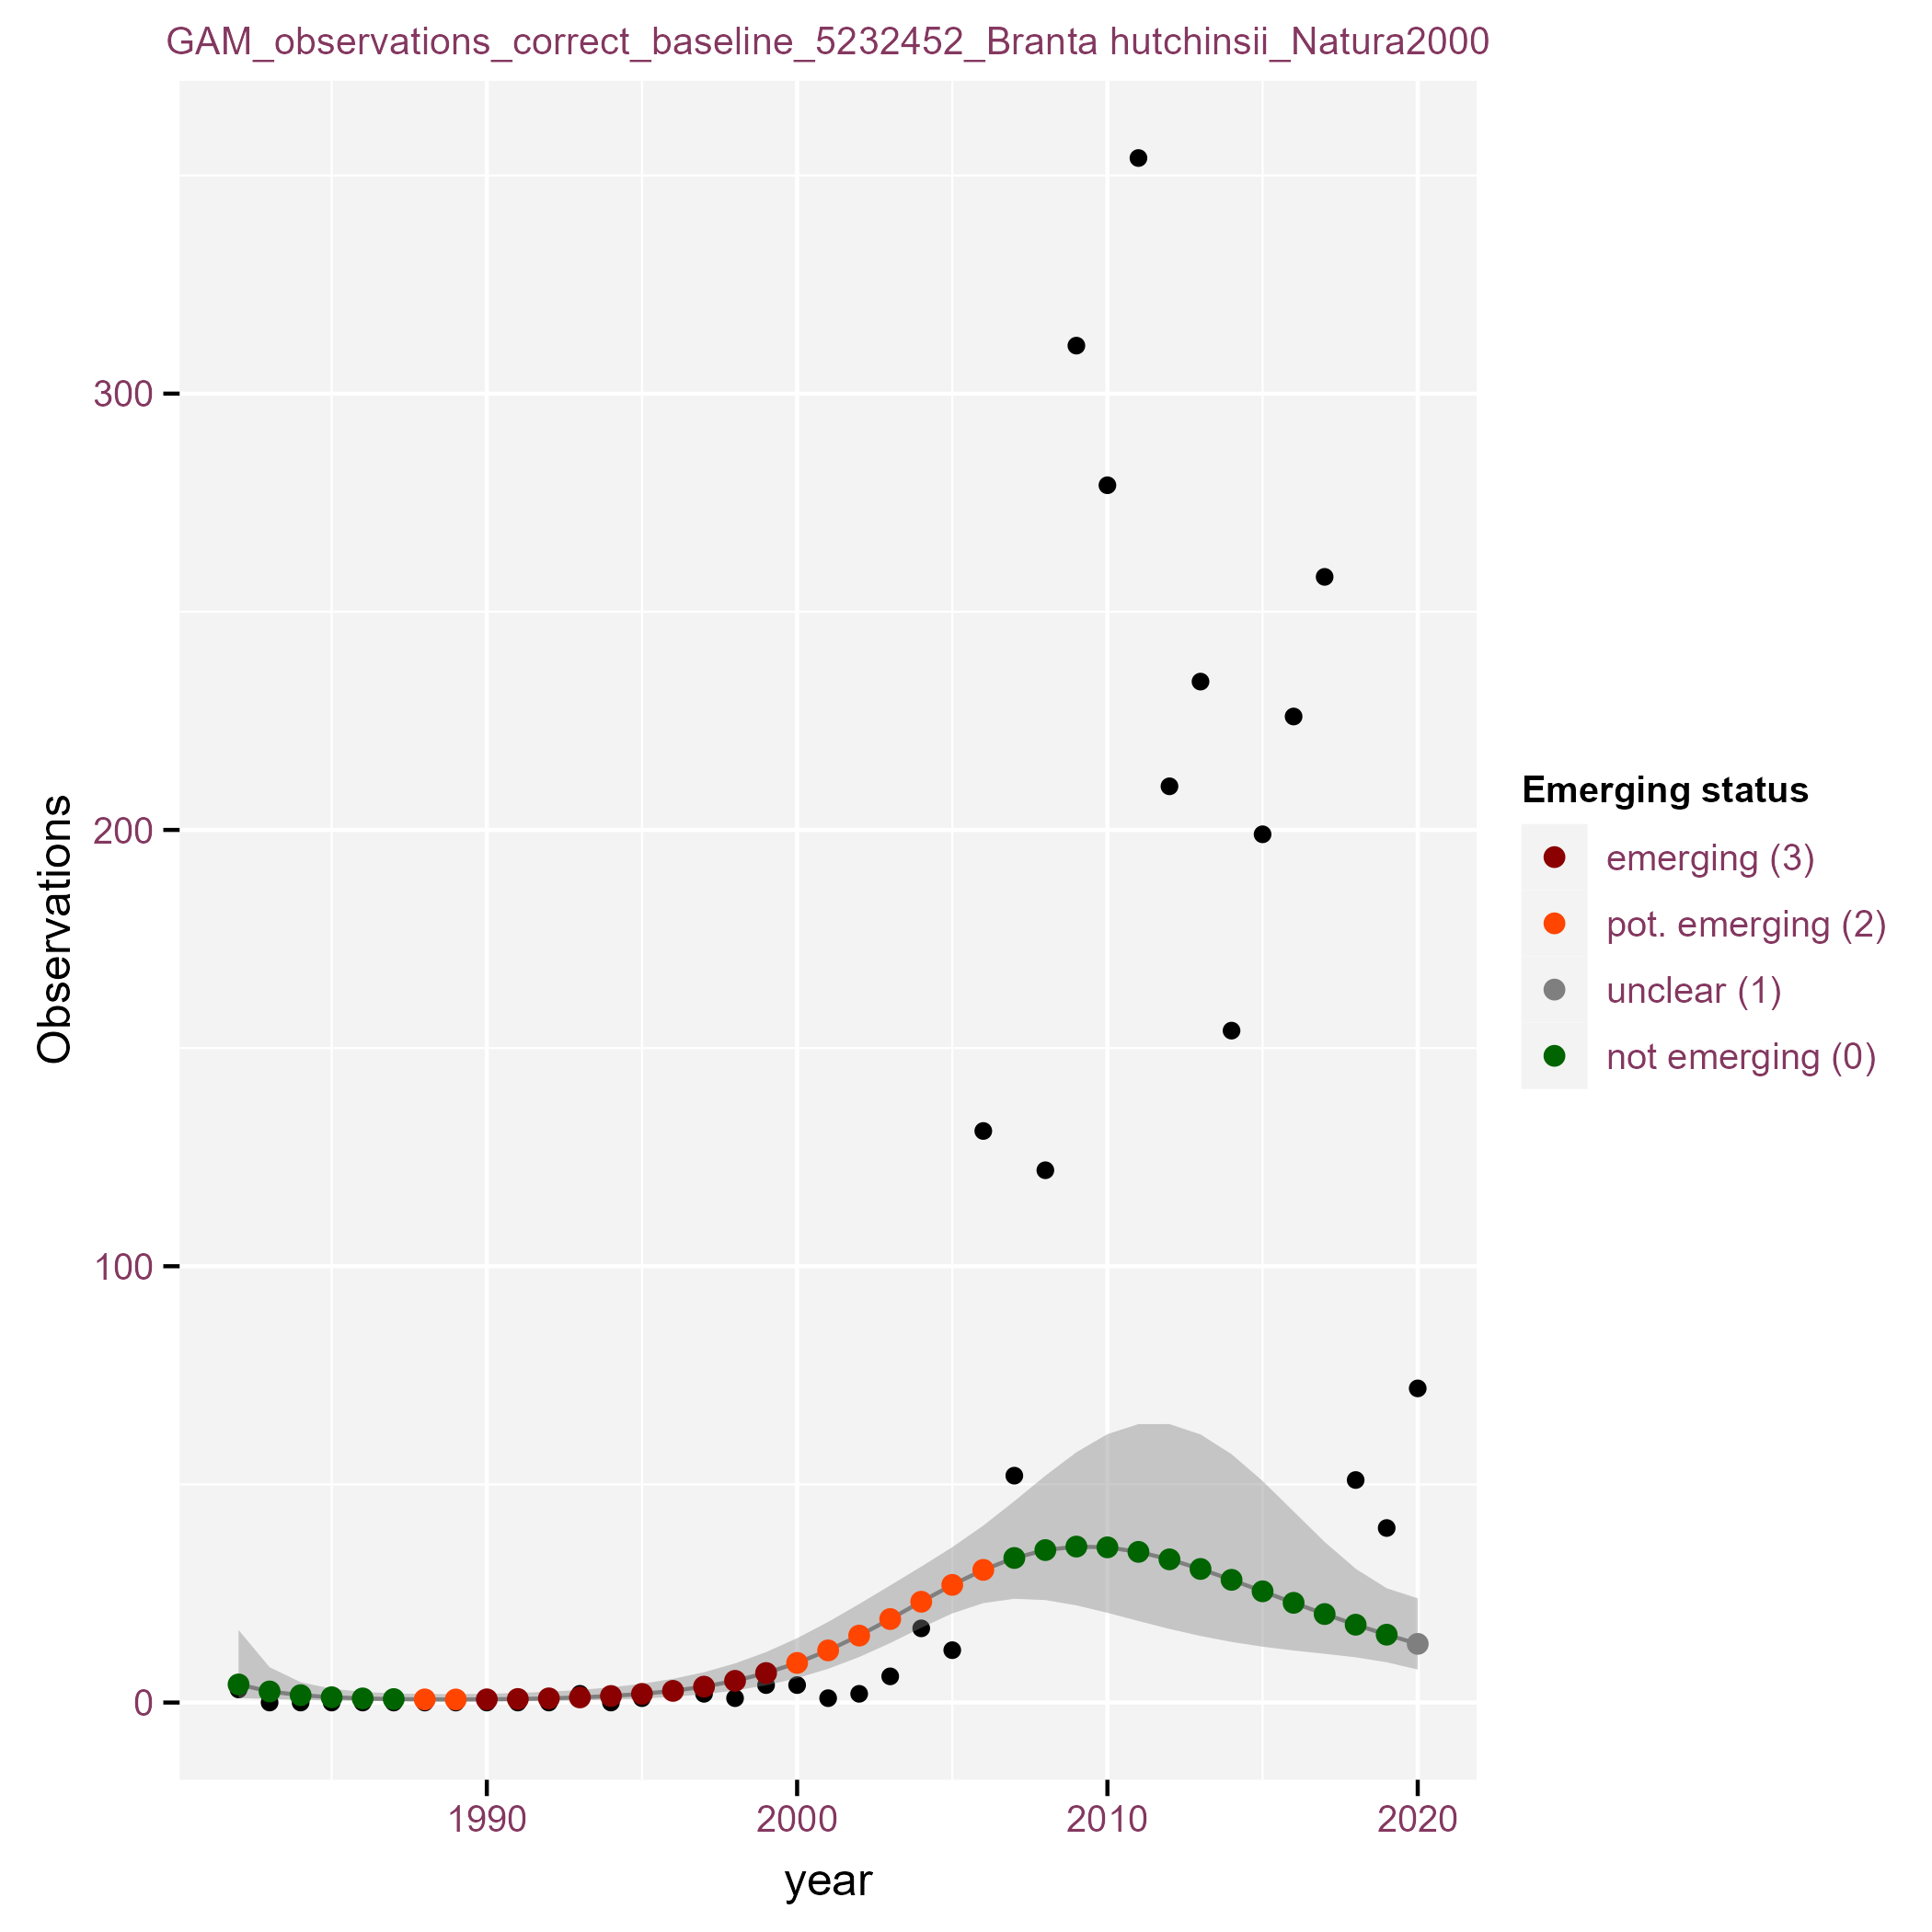 GAM_observations_correct_baseline_5232452_Branta hutchinsii_Natura2000
300
200
100
0
Observations
1990
2000
2010
2020
year
Emerging status
emerging (3)
pot. emerging (2)
unclear (1)
not emerging (0)